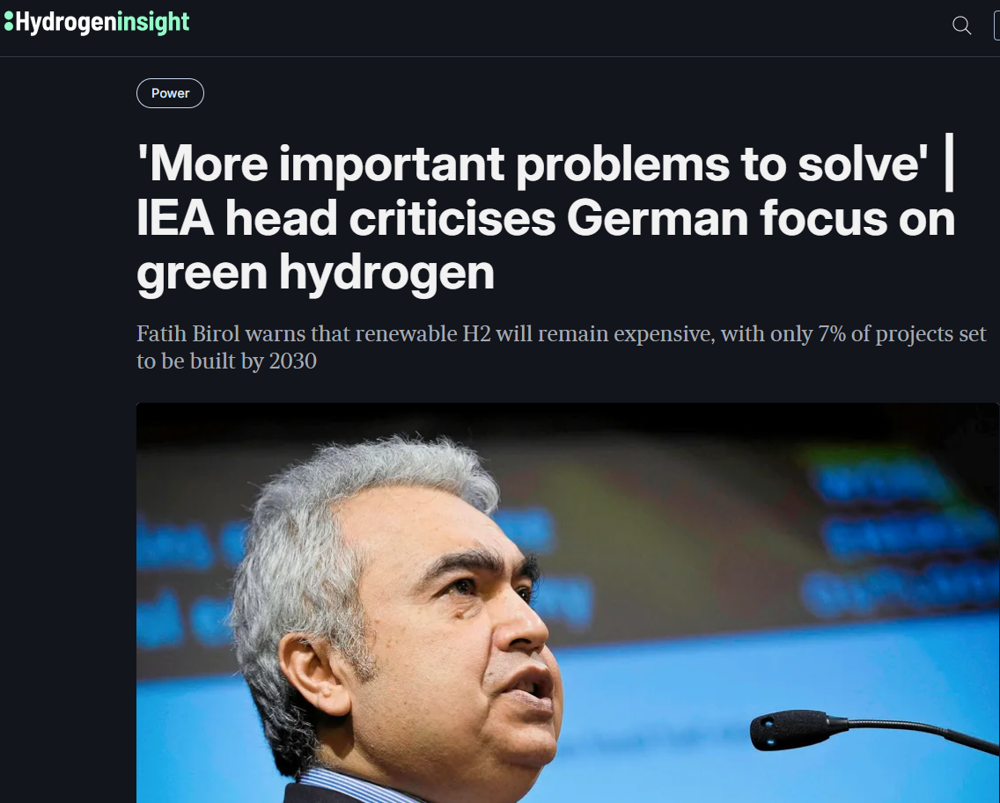 Hydrogeninsight
Power
'More important problems to solve' |
IEA head criticises German focus on
green hydrogen
Fatih Birol warns that renewable H2 will remain expensive, with only 7% of projects set
to be built by 2030